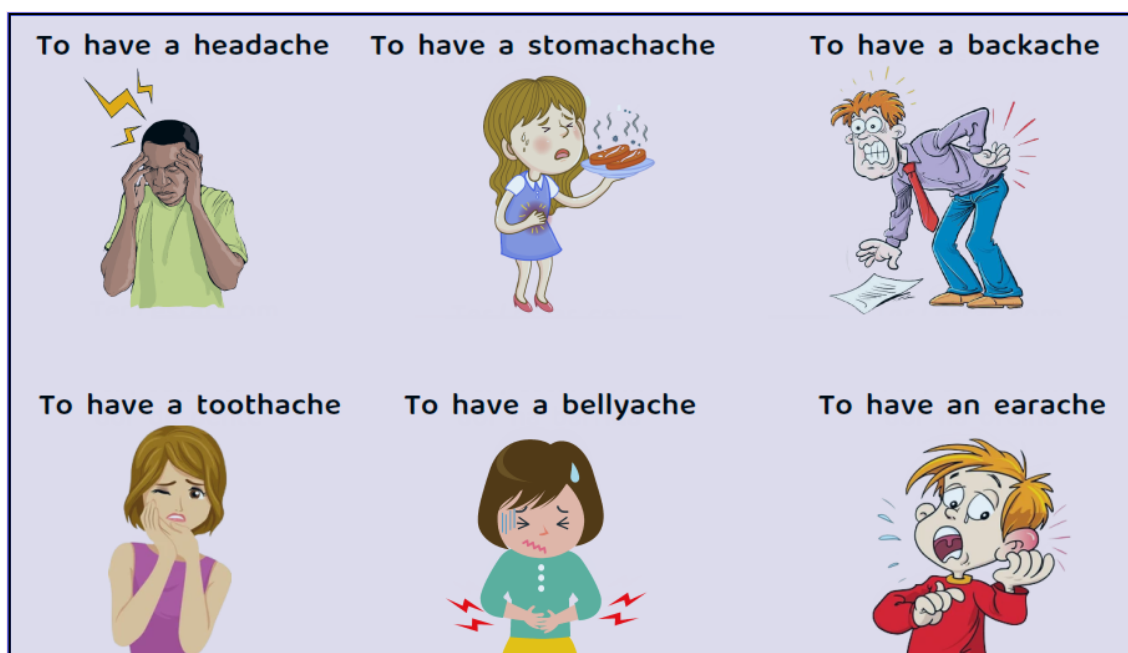 To have a headache
To have a stomachache
To have a backache
To have a toothache
To have a bellyache
To have an earache